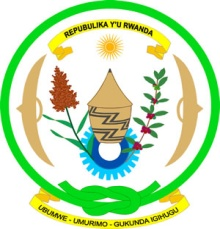 REPUBULIKA Y'U RWANDA
UBUMWE - UMURIMO - GUKUNDA IGIHUGU